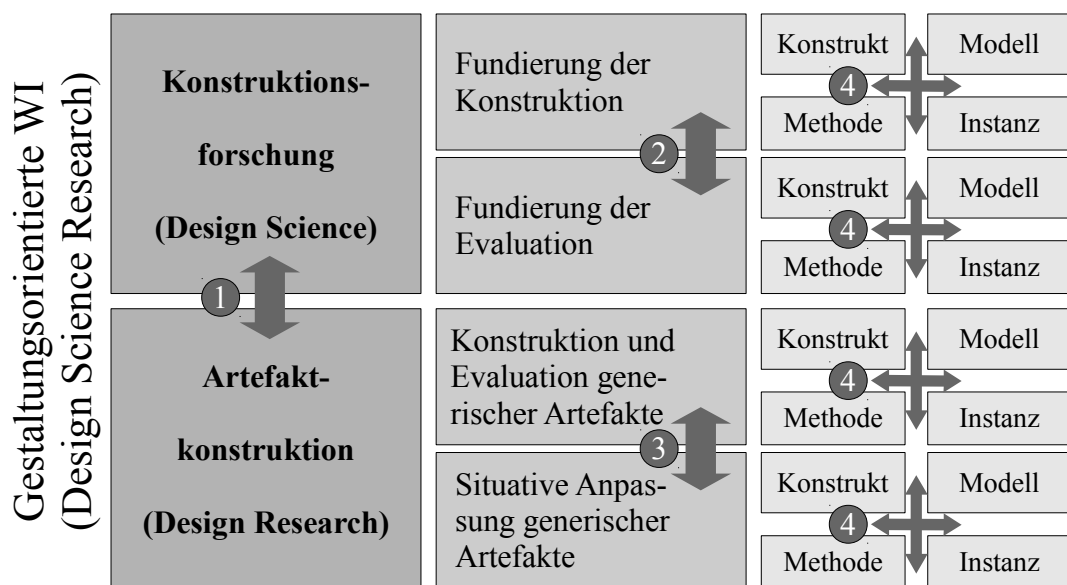 Gestaltungsorientierte WI
(Design Science Research)
Konstruktions-
forschung
(Design Science)
1
Artefakt-
konstruktion
(Design Research)
Fundierung der
Konstruktion
2
Fundierung der
Evaluation
Konstruktion und
Evaluation gene-
rischer Artefakte
3
Situative Anpas-
sung generischer
Artefakte
Konstrukt
Modell
4
Methode
Instanz
Konstrukt
Modell
4
Methode
Instanz
Konstrukt
Modell
4
Methode
Instanz
Konstrukt
Modell
4
Methode
Instanz